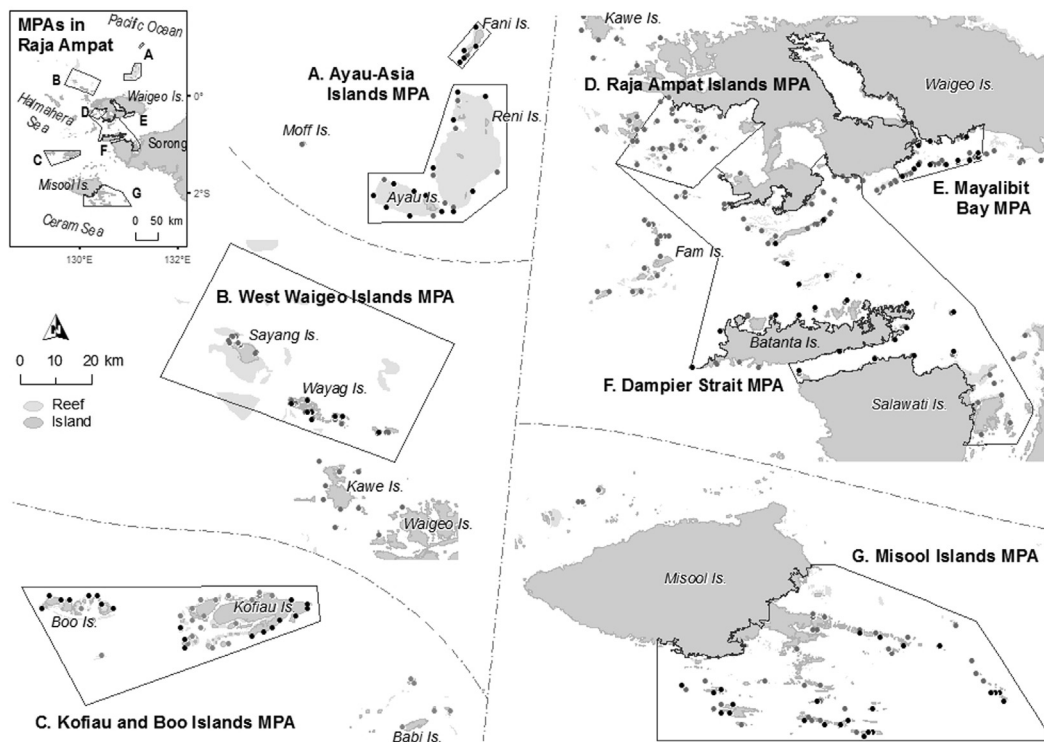 MPAs in
Raja Ampat
Pacific Ocean
A
B
Waigeo Is.
0°
Halmahera
Sea
D
E
F
Sorong
C
Misool Is.
G
2°S
Ceram Sea
0 50 km
130°E
132°E
Fani Is.
A. Ayau-Asia
Islands MPA
Reni Is.
Moff Is.
Ayau Is.
B. West Waigeo Islands MPA
Sayang Is.
Wayag Is.
0 10 20 km
Reef
Island
Kawe Is.
Waigeo Is.
Boo Is.
Kofiau Is.
C. Kofiau and Boo Islands MPA
Babi Is.
Kawe Is.
Waigeo Is.
D. Raja Ampat Islands MPA
E. Mayalibit
Bay MPA
Fam Is.
Batanta Is.
F. Dampier Strait MPA
Salawati Is.
G. Misool Islands MPA
Misool Is.